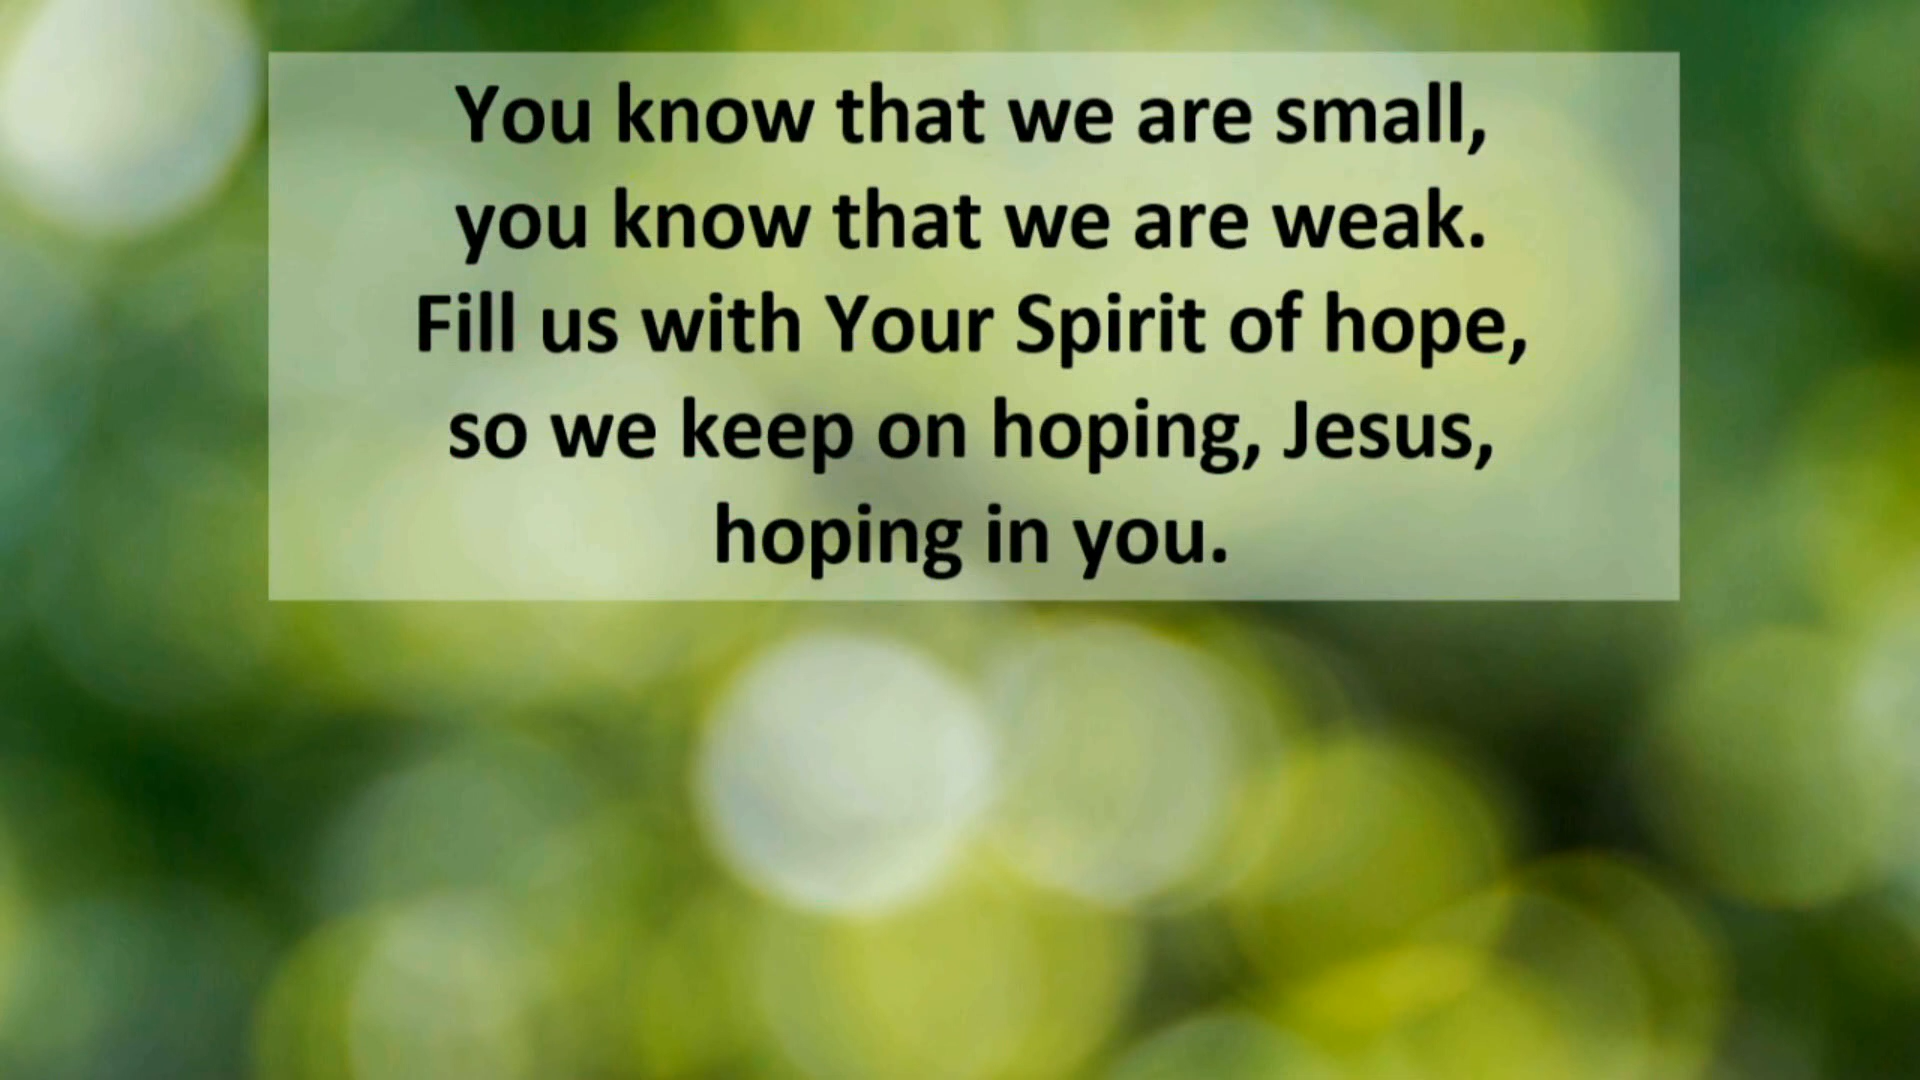 You know that we are small,
you know that we are weak.
Fill us with Your Spirit of hope,
so we keep on hoping, Jesus,
hoping in you.